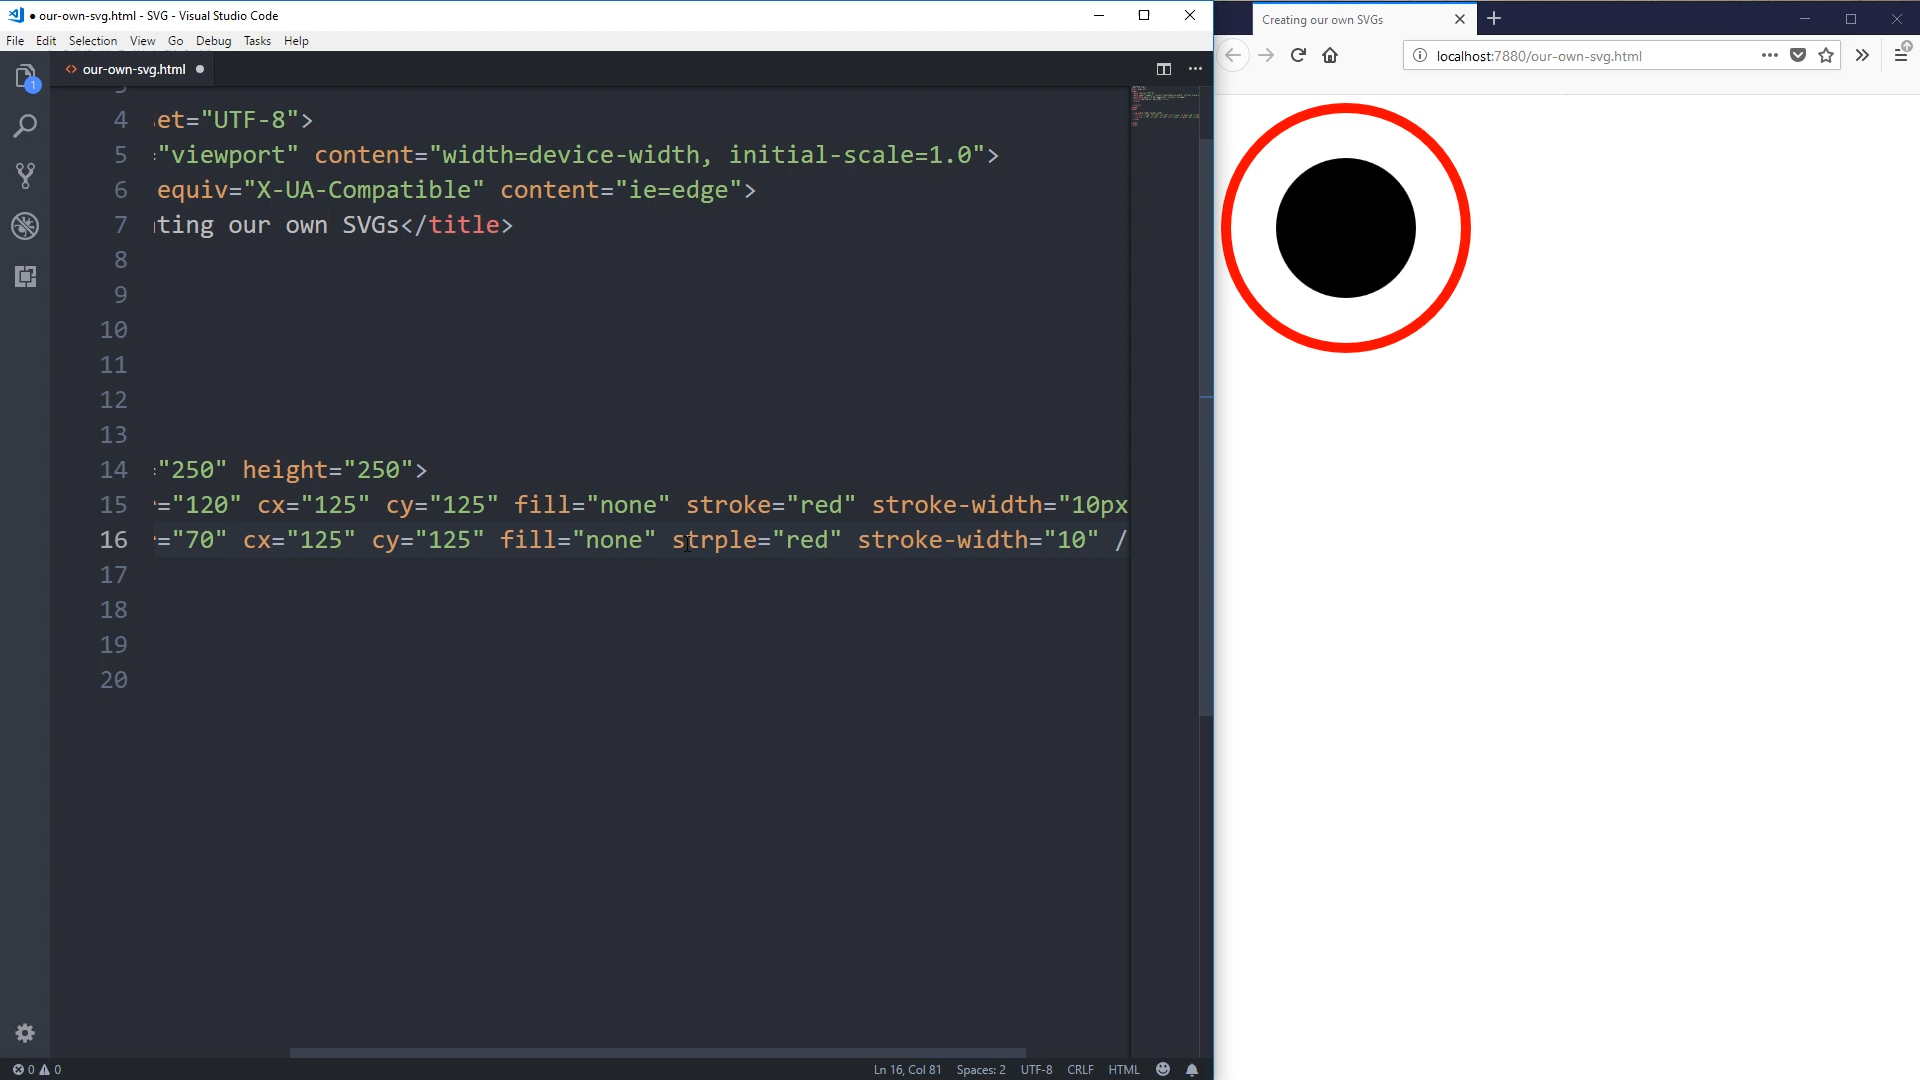 ● our-own-svg.html - SVG - Visual Studio Code
File Edit Selection View Go Debug Tasks Help
<> our-own-svg.html ●
1
4 et="UTF-8">
5 "viewport" content="width=device-width, initial-scale=1.0">
6 equiv="X-UA-Compatible" content="ie=edge">
7 ting our own SVGs</title>
8
9
10
11
12
13
14 "250" height="250">
15 ="120" cx="125" cy="125" fill="none" stroke="red" stroke-width="10px
16 ="70" cx="125" cy="125" fill="none" strple="red" stroke-width="10" /
17
18
19
20
0 0
Ln 16, Col 81 Spaces: 2 UTF-8 CRLF HTML
Creating our own SVGs
localhost:7880/our-own-svg.html